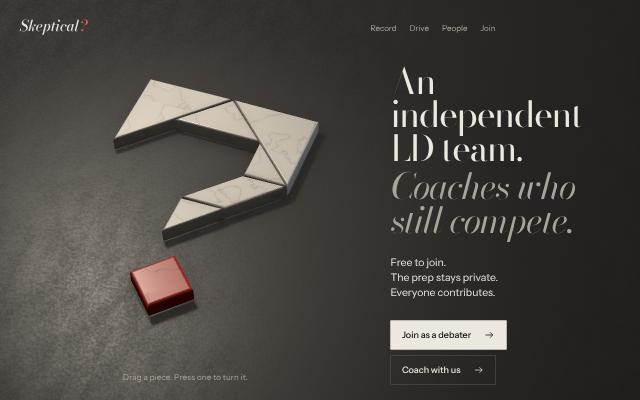 Skeptical?
Record Drive People Join
An
independent
LD team.
Coaches who
still compete.
Free to join.
The prep stays private.
Everyone contributes.
Join as a debater →
Coach with us →
Drag a piece. Press one to turn it.